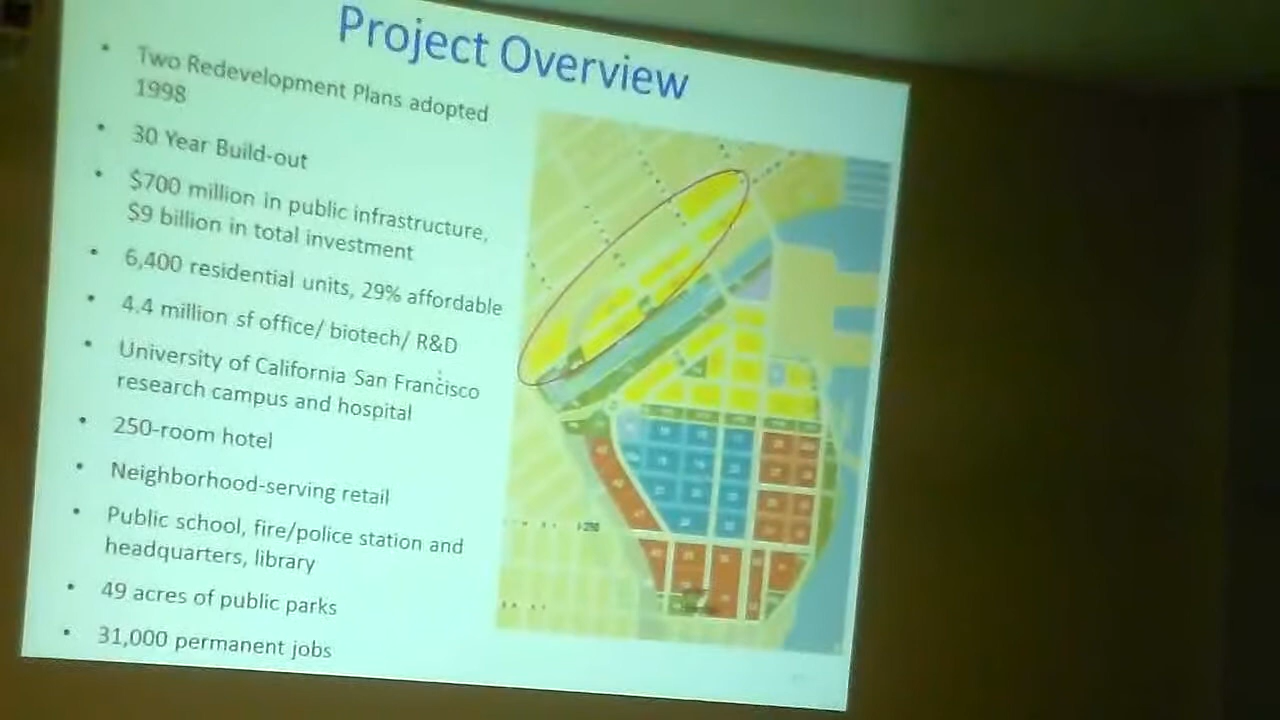 Project Overview
• Two Redevelopment Plans adopted
1998
• 30 Year Build-out
• $700 million in public infrastructure,
$9 billion in total investment
• 6,400 residential units, 29% affordable
• 4.4 million sf office/ biotech/ R&D
• University of California San Francisco
research campus and hospital
• 250-room hotel
• Neighborhood-serving retail
• Public school, fire/police station and
headquarters, library
• 49 acres of public parks
• 31,000 permanent jobs
I-280